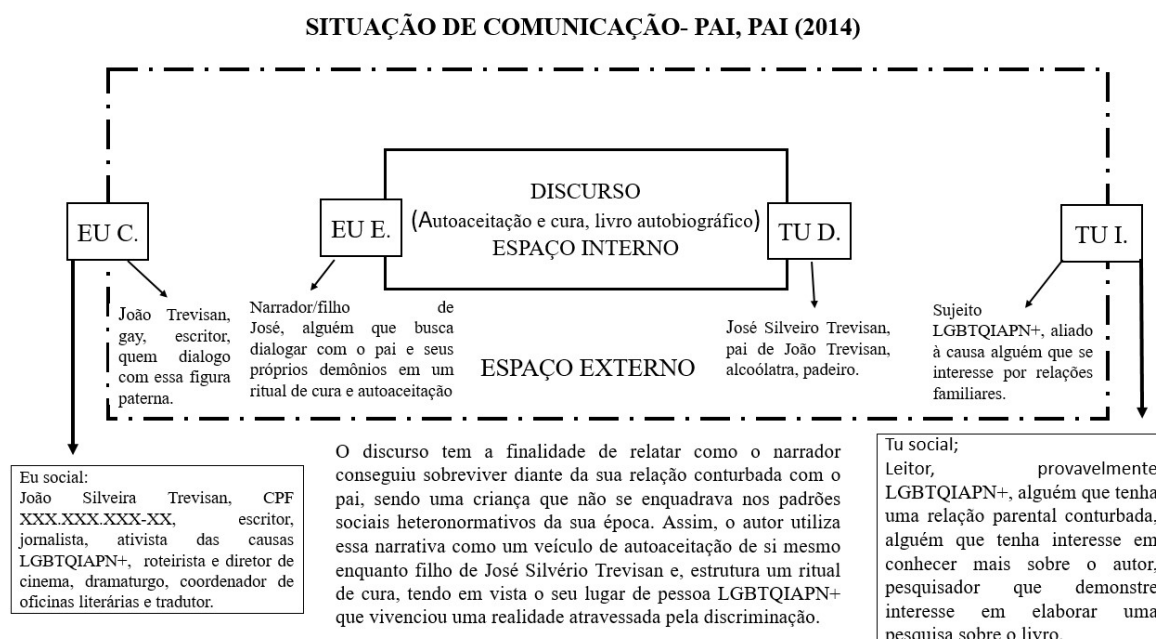 SITUAÇÃO DE COMUNICAÇÃO- PAI, PAI (2014)
DISCURSO
(Autoaceitação e cura, livro autobiográfico)
ESPAÇO INTERNO
EU C.
EU E.
TU D.
TU I.
João Trevisan,
gay, escritor,
quem dialogo
com essa figura
paterna.
Narrador/filho de
José, alguém que busca
dialogar com o pai e seus
próprios demônios em um
ritual de cura e autoaceitação
ESPAÇO EXTERNO
José Silveiro Trevisan,
pai de João Trevisan,
alcoólatra, padeiro.
Sujeito
LGBTQIAPN+, aliado
à causa alguém que se
interesse por relações
familiares.
Eu social:
João Silveira Trevisan, CPF
XXX.XXX.XXX-XX, escritor,
jornalista, ativista das causas
LGBTQIAPN+, roteirista e diretor de
cinema, dramaturgo, coordenador de
oficinas literárias e tradutor.
O discurso tem a finalidade de relatar como o narrador
conseguiu sobreviver diante da sua relação conturbada com o
pai, sendo uma criança que não se enquadrava nos padrões
sociais heteronormativos da sua época. Assim, o autor utiliza
essa narrativa como um veículo de autoaceitação de si mesmo
enquanto filho de José Silvério Trevisan e, estrutura um ritual
de cura, tendo em vista o seu lugar de pessoa LGBTQIAPN+
que vivenciou uma realidade atravessada pela discriminação.
Tu social;
Leitor, provavelmente
LGBTQIAPN+, alguém que tenha
uma relação parental conturbada,
alguém que tenha interesse em
conhecer mais sobre o autor,
pesquisador que demonstre
interesse em elaborar uma
pesquisa sobre o livro.